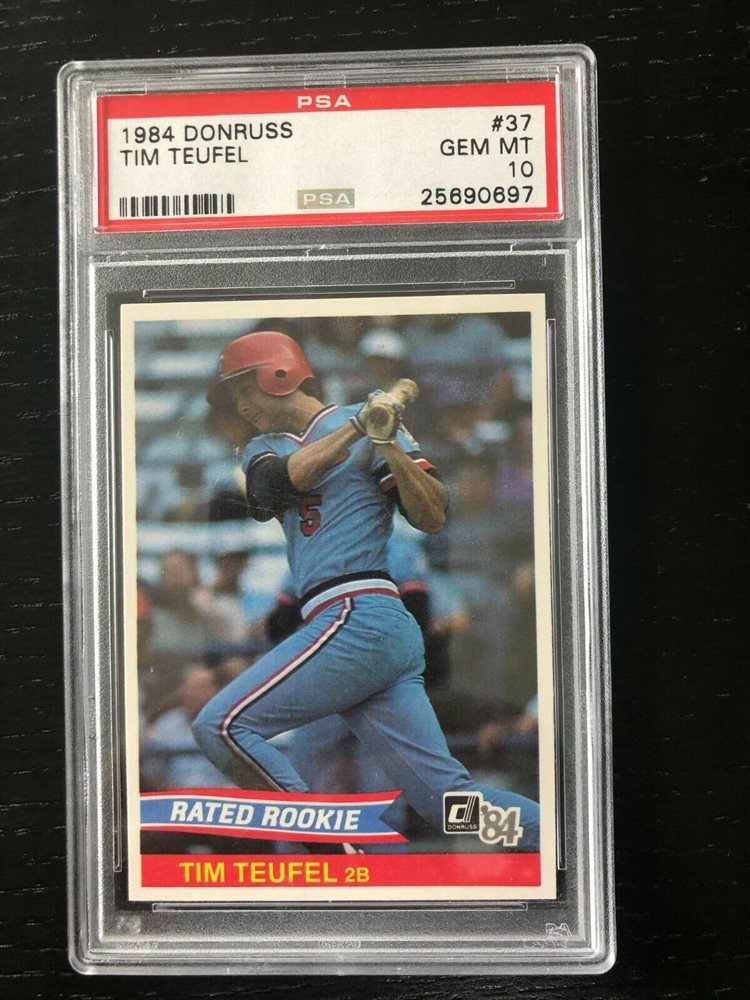 PSA
1984 DONRUSS #37
TIM TEUFEL GEM MT
10
PSA 25690697
5
RATED ROOKIE
d
DONRUSS
'84
TIM TEUFEL 2B